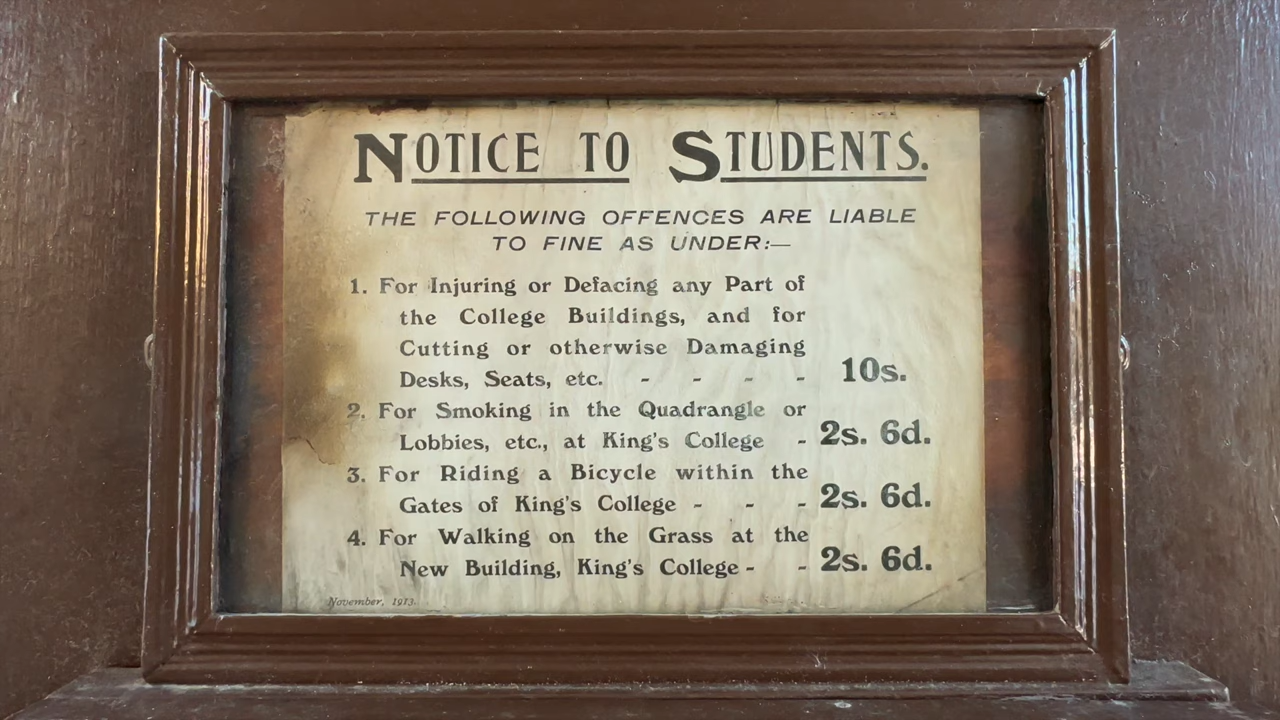 NOTICE TO STUDENTS.
THE FOLLOWING OFFENCES ARE LIABLE
TO FINE AS UNDER:—
1. For Injuring or Defacing any Part of
the College Buildings, and for
Cutting or otherwise Damaging
Desks, Seats, etc. - - - - 10s.
2. For Smoking in the Quadrangle or
Lobbies, etc., at King's College - 2s. 6d.
3. For Riding a Bicycle within the
Gates of King's College - - - 2s. 6d.
4. For Walking on the Grass at the
New Building, King's College - - 2s. 6d.
November, 1913.